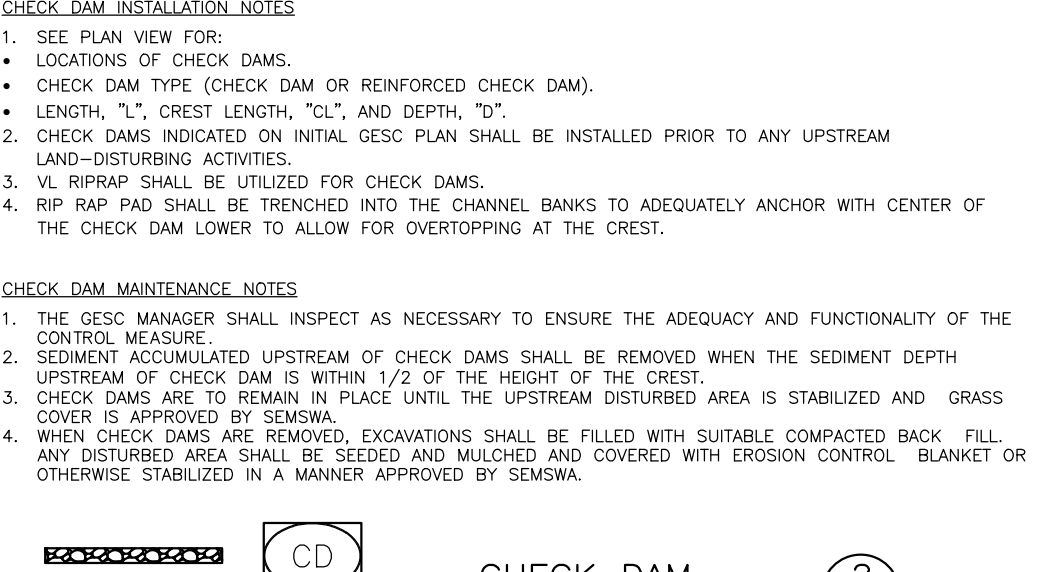 CHECK DAM INSTALLATION NOTES
1. SEE PLAN VIEW FOR:
• LOCATIONS OF CHECK DAMS.
• CHECK DAM TYPE (CHECK DAM OR REINFORCED CHECK DAM).
• LENGTH, "L", CREST LENGTH, "CL", AND DEPTH, "D".
2. CHECK DAMS INDICATED ON INITIAL GESC PLAN SHALL BE INSTALLED PRIOR TO ANY UPSTREAM
LAND-DISTURBING ACTIVITIES.
3. VL RIPRAP SHALL BE UTILIZED FOR CHECK DAMS.
4. RIP RAP PAD SHALL BE TRENCHED INTO THE CHANNEL BANKS TO ADEQUATELY ANCHOR WITH CENTER OF
THE CHECK DAM LOWER TO ALLOW FOR OVERTOPPING AT THE CREST.
CHECK DAM MAINTENANCE NOTES
1. THE GESC MANAGER SHALL INSPECT AS NECESSARY TO ENSURE THE ADEQUACY AND FUNCTIONALITY OF THE
CONTROL MEASURE.
2. SEDIMENT ACCUMULATED UPSTREAM OF CHECK DAMS SHALL BE REMOVED WHEN THE SEDIMENT DEPTH
UPSTREAM OF CHECK DAM IS WITHIN 1/2 OF THE HEIGHT OF THE CREST.
3. CHECK DAMS ARE TO REMAIN IN PLACE UNTIL THE UPSTREAM DISTURBED AREA IS STABILIZED AND GRASS
COVER IS APPROVED BY SEMSWA.
4. WHEN CHECK DAMS ARE REMOVED, EXCAVATIONS SHALL BE FILLED WITH SUITABLE COMPACTED BACK FILL.
ANY DISTURBED AREA SHALL BE SEEDED AND MULCHED AND COVERED WITH EROSION CONTROL BLANKET OR
OTHERWISE STABILIZED IN A MANNER APPROVED BY SEMSWA.
CD
CHECK DAM